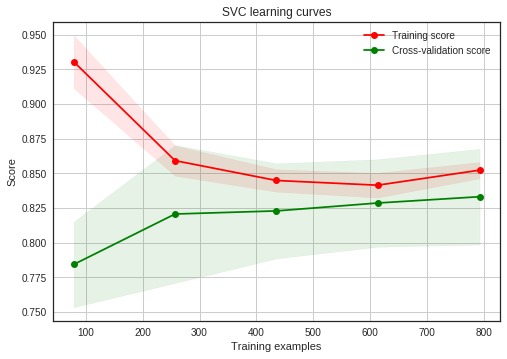 SVC learning curves
Training score
Cross-validation score
0.950
0.925
0.900
0.875
0.850
0.825
0.800
0.775
0.750
Score
100 200 300 400 500 600 700 800
Training examples